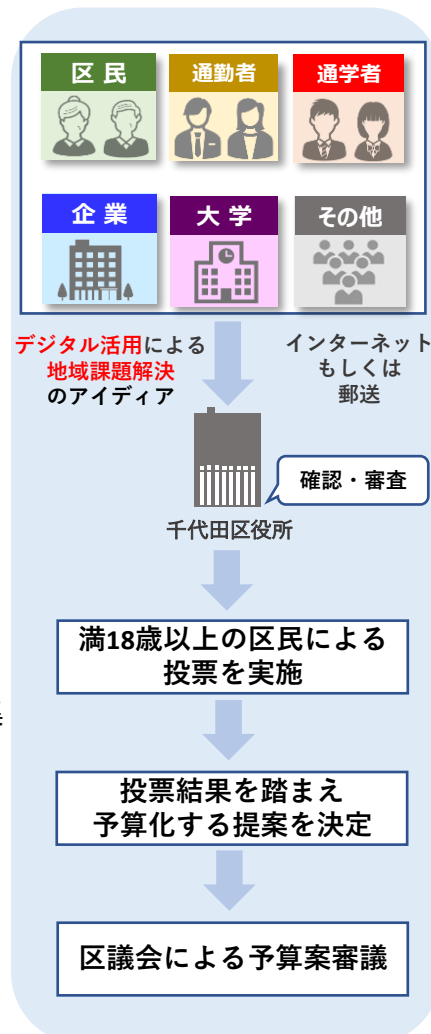 区民
通勤者
通学者
企業
大学
その他
デジタル活用による
地域課題解決
のアイディア
インターネット
もしくは
郵送
確認・審査
千代田区役所
満18歳以上の区民による
投票を実施
投票結果を踏まえ
予算化する提案を決定
区議会による予算案審議